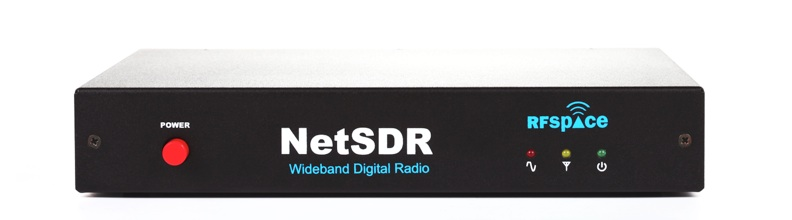 POWER
NetSDR
Wideband Digital Radio
RFSPACE